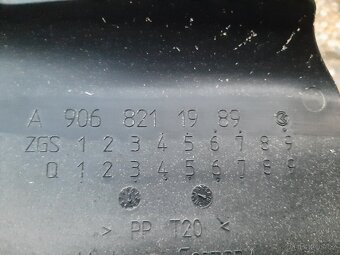 A 906 821 19 89
ZGS 1 2 3 4 5 6 7 8 9
Q 1 2 3 4 5 6 7 8 9
> PP T20 <